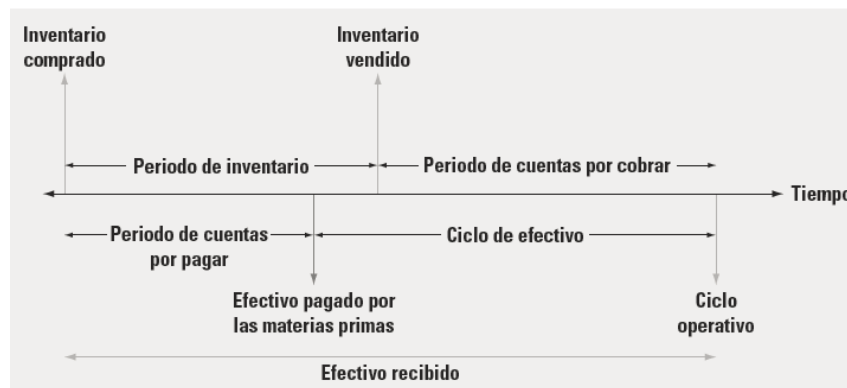 Inventario
comprado
Inventario
vendido
Periodo de inventario
Periodo de cuentas por cobrar
Tiempo
Periodo de cuentas
por pagar
Ciclo de efectivo
Efectivo pagado por
las materias primas
Ciclo
operativo
Efectivo recibido